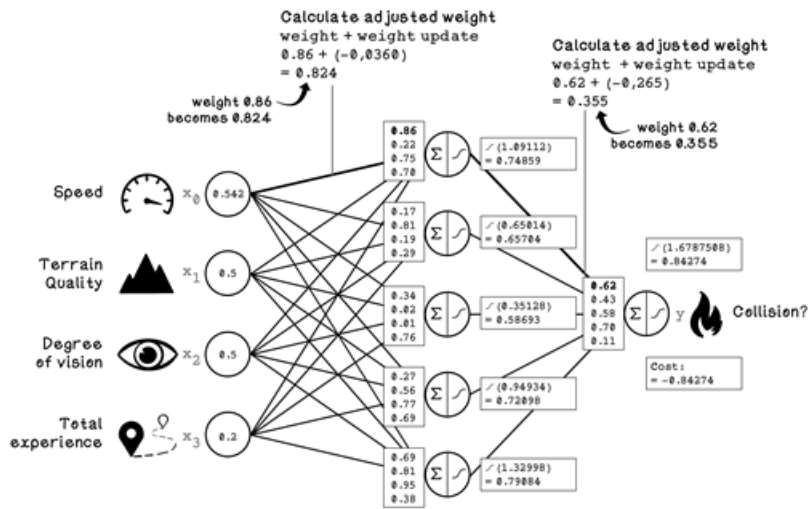 Calculate adjusted weight
weight + weight update
0.86 + (-0,0360)
= 0.824
weight 0.86
becomes 0.824
Calculate adjusted weight
weight + weight update
0.62 + (-0,265)
= 0.355
weight 0.62
becomes 0.355
Speed
x0
0.542
Terrain
Quality
x1
0.5
Degree
of vision
x2
0.5
Total
experience
x3
0.2
0.86
0.22
0.75
0.70
Σ
(1.09112)
= 0.74859
0.17
0.81
0.19
0.29
Σ
(0.65014)
= 0.65704
0.34
0.02
0.01
0.76
Σ
(0.35128)
= 0.58693
0.27
0.56
0.77
0.69
Σ
(0.94934)
= 0.72098
0.69
0.81
0.95
0.38
Σ
(1.32998)
= 0.79084
0.62
0.43
0.58
0.70
0.11
Σ
(1.6787508)
= 0.84274
y
Collision?
Cost:
= -0.84274